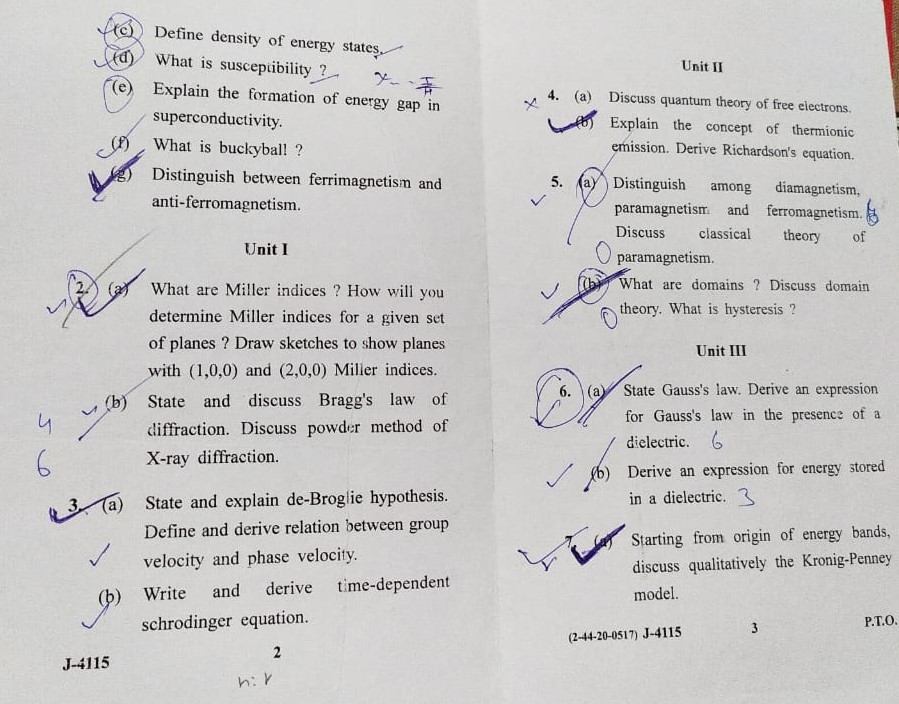 (c) Define density of energy states.
(d) What is susceptibility ?
(e) Explain the formation of energy gap in
superconductivity.
(f) What is buckyball ?
(g) Distinguish between ferrimagnetism and
anti-ferromagnetism.
Unit I
2. (a) What are Miller indices ? How will you
determine Miller indices for a given set
of planes ? Draw sketches to show planes
with (1,0,0) and (2,0,0) Miller indices.
(b) State and discuss Bragg's law of
diffraction. Discuss powder method of
X-ray diffraction.
4
6
3. (a) State and explain de-Broglie hypothesis.
Define and derive relation between group
velocity and phase velocity.
(b) Write and derive time-dependent
schrodinger equation.
J-4115 2
Unit II
4. (a) Discuss quantum theory of free electrons.
(b) Explain the concept of thermionic
emission. Derive Richardson's equation.
5. (a) Distinguish among diamagnetism,
paramagnetism and ferromagnetism.
Discuss classical theory of
paramagnetism.
(b) What are domains ? Discuss domain
theory. What is hysteresis ?
Unit III
6. (a) State Gauss's law. Derive an expression
for Gauss's law in the presence of a
dielectric. 6
(b) Derive an expression for energy stored
in a dielectric. 3
7. (a) Starting from origin of energy bands,
discuss qualitatively the Kronig-Penney
model.
(2-44-20-0517) J-4115 3 P.T.O.